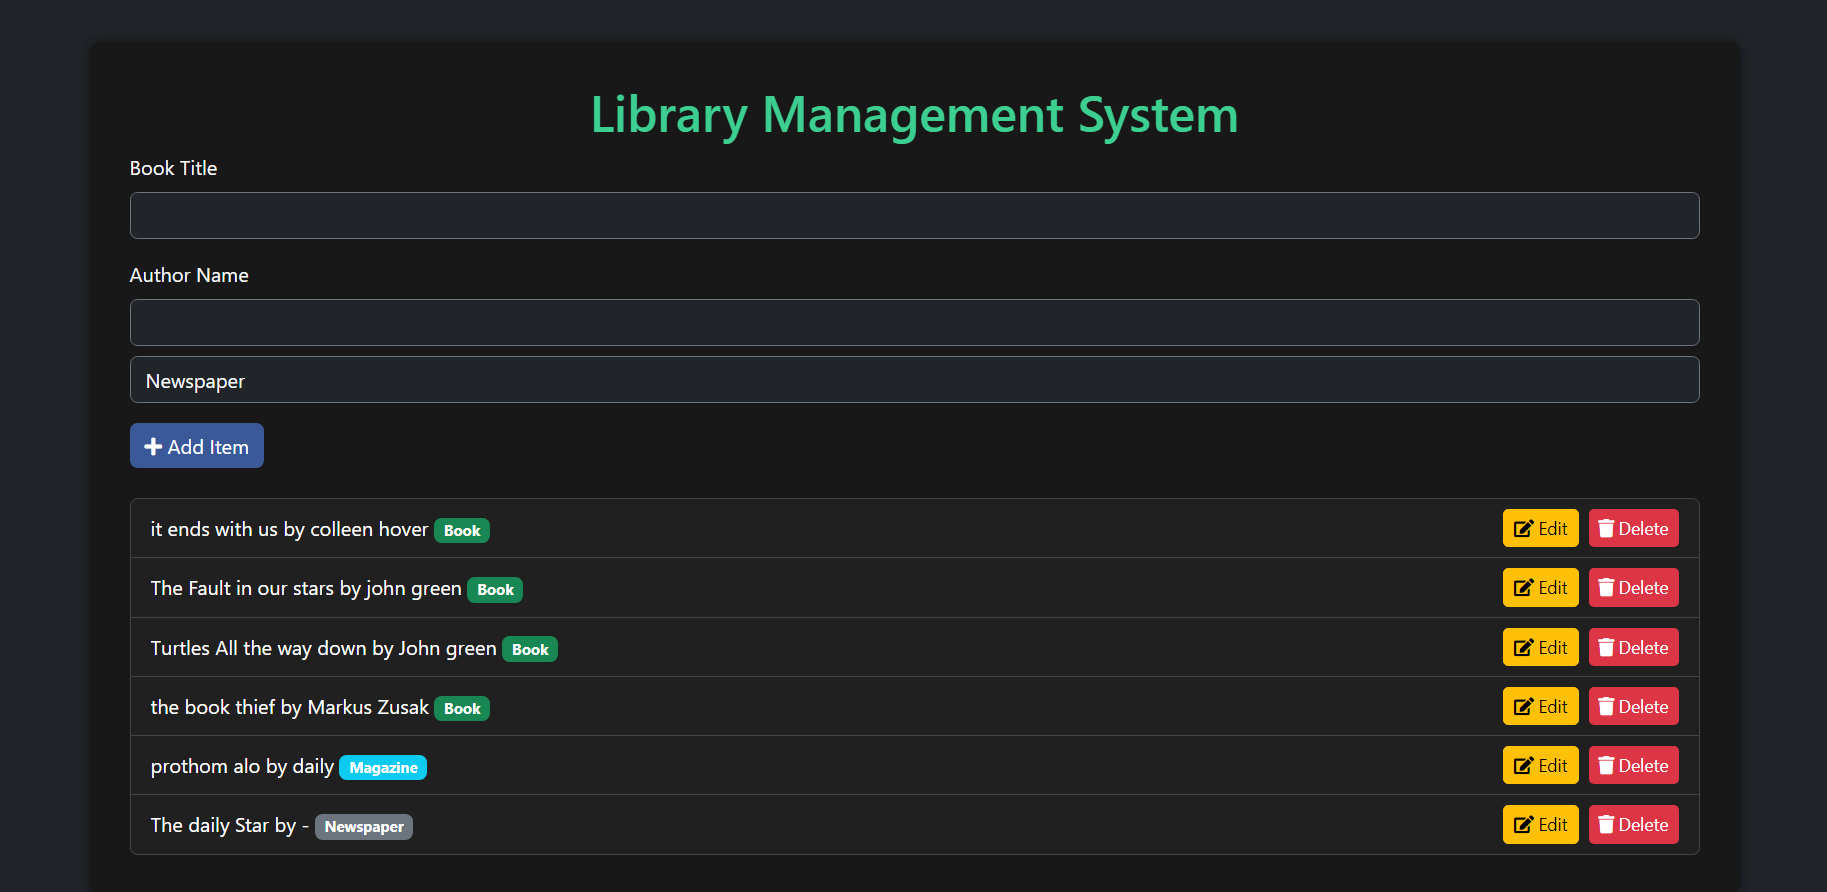 Library Management System
Book Title
Author Name
Newspaper
Add Item
it ends with us by colleen hover Book Edit Delete
The Fault in our stars by john green Book Edit Delete
Turtles All the way down by John green Book Edit Delete
the book thief by Markus Zusak Book Edit Delete
prothom alo by daily Magazine Edit Delete
The daily Star by - Newspaper Edit Delete